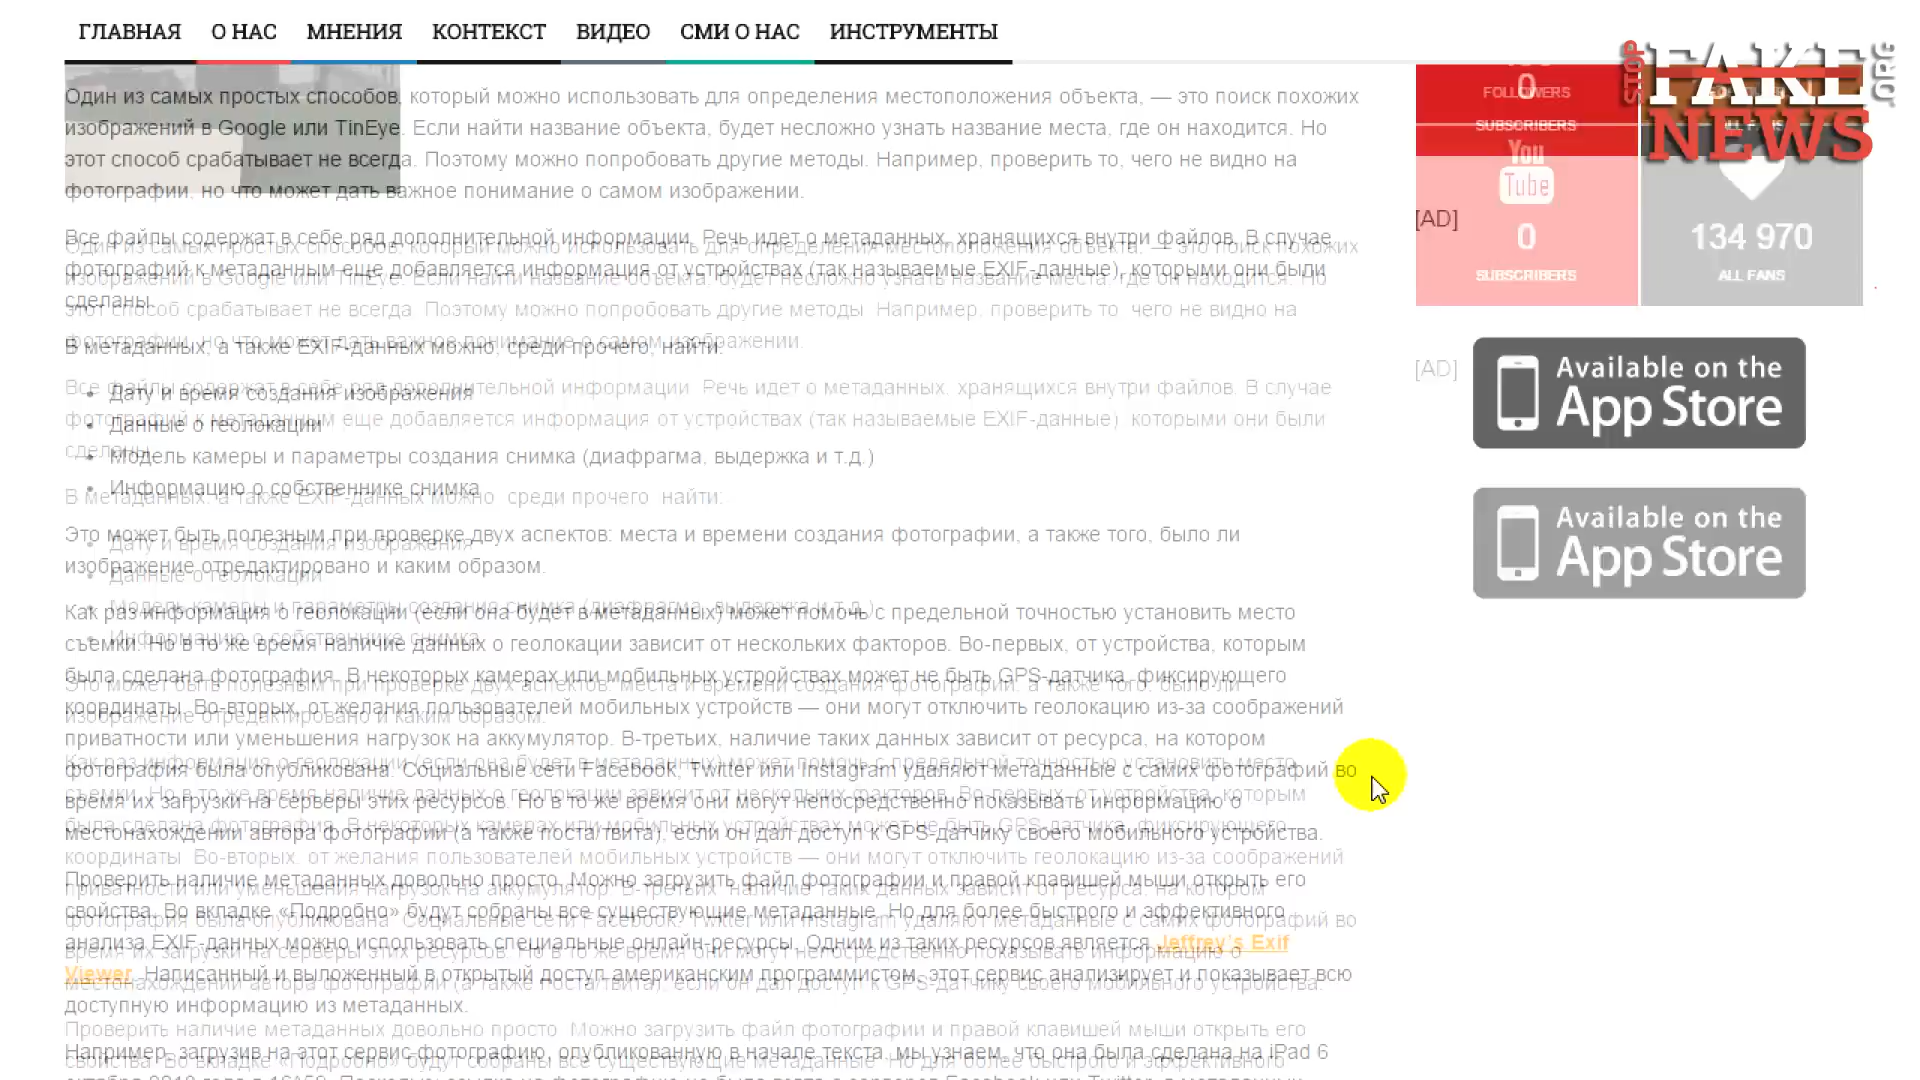 ГЛАВНАЯ О НАС МНЕНИЯ КОНТЕКСТ ВИДЕО СМИ О НАС ИНСТРУМЕНТЫ
STOP FAKE .ORG
NEWS
Один из самых простых способов, который можно использовать для определения местоположения объекта, — это поиск похожих
изображений в Google или TinEye. Если найти название объекта, будет несложно узнать название места, где он находится. Но
этот способ срабатывает не всегда. Поэтому можно попробовать другие методы. Например, проверить то, чего не видно на
фотографии, но что может дать важное понимание о самом изображении.
Все файлы содержат в себе ряд дополнительной информации. Речь идет о метаданных, хранящихся внутри файлов. В случае
фотографий к метаданным еще добавляется информация от устройствах (так называемые EXIF-данные), которыми они были
сделаны.
В метаданных, а также EXIF-данных можно, среди прочего, найти:
Дату и время создания изображения
Данные о геолокации
Модель камеры и параметры создания снимка (диафрагма, выдержка и т.д.)
Информацию о собственнике снимка
Это может быть полезным при проверке двух аспектов: места и времени создания фотографии, а также того, было ли
изображение отредактировано и каким образом.
Как раз информация о геолокации (если она будет в метаданных) может помочь с предельной точностью установить место
съемки. Но в то же время наличие данных о геолокации зависит от нескольких факторов. Во-первых, от устройства, которым
была сделана фотография. В некоторых камерах или мобильных устройствах может не быть GPS-датчика, фиксирующего
координаты. Во-вторых, от желания пользователей мобильных устройств — они могут отключить геолокацию из-за соображений
приватности или уменьшения нагрузок на аккумулятор. В-третьих, наличие таких данных зависит от ресурса, на котором
фотография была опубликована. Социальные сети Facebook, Twitter или Instagram удаляют метаданные с самих фотографий во
время их загрузки на серверы этих ресурсов. Но в то же время они могут непосредственно показывать информацию о
местонахождении автора фотографии (а также поста/твита), если он дал доступ к GPS-датчику своего мобильного устройства.
Проверить наличие метаданных довольно просто. Можно загрузить файл фотографии и правой клавишей мыши открыть его
свойства. Во вкладке «Подробно» будут собраны все существующие метаданные. Но для более быстрого и эффективного
анализа EXIF-данных можно использовать специальные онлайн-ресурсы. Одним из таких ресурсов является Jeffrey's Exif
Viewer. Написанный и выложенный в открытый доступ американским программистом, этот сервис анализирует и показывает всю
доступную информацию из метаданных.
Например, загрузив на этот сервис фотографию, опубликованную в начале текста, мы узнаем, что она была сделана на iPad 6
FOLLOWERS
0
SUBSCRIBERS
ALL FANS
You
Tube
0
SUBSCRIBERS
134 970
ALL FANS
[AD]
[AD]
Available on the
App Store
Available on the
App Store